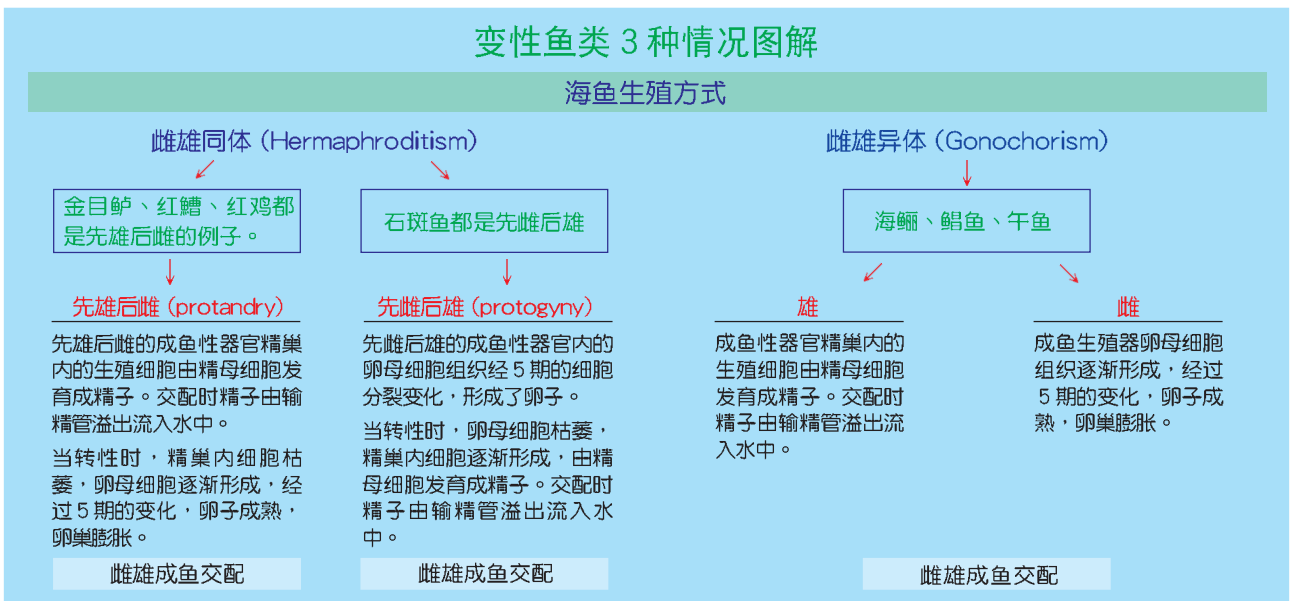 变性鱼类3种情况图解
海鱼生殖方式
雌雄同体 (Hermaphroditism)
金目鲈、红鰽、红鸡都
是先雄后雌的例子。
先雄后雌 (protandry)
先雄后雌的成鱼性器官精巢
内的生殖细胞由精母细胞发
育成精子。交配时精子由输
精管溢出流入水中。
当转性时，精巢内细胞枯
萎，卵母细胞逐渐形成，经
过5期的变化，卵子成熟，
卵巢膨胀。
雌雄成鱼交配
石斑鱼都是先雌后雄
先雌后雄 (protogyny)
先雌后雄的成鱼性器官内的
卵母细胞组织经5期的细胞
分裂变化，形成了卵子。
当转性时，卵母细胞枯萎，
精巢内细胞逐渐形成，由精
母细胞发育成精子。交配时
精子由输精管溢出流入水
中。
雌雄成鱼交配
雌雄异体 (Gonochorism)
海鲡、鲳鱼、午鱼
雄
成鱼性器官精巢内的
生殖细胞由精母细胞
发育成精子。交配时
精子由输精管溢出流
入水中。
雌
成鱼生殖器卵母细胞
组织逐渐形成，经过
5期的变化，卵子成
熟，卵巢膨胀。
雌雄成鱼交配